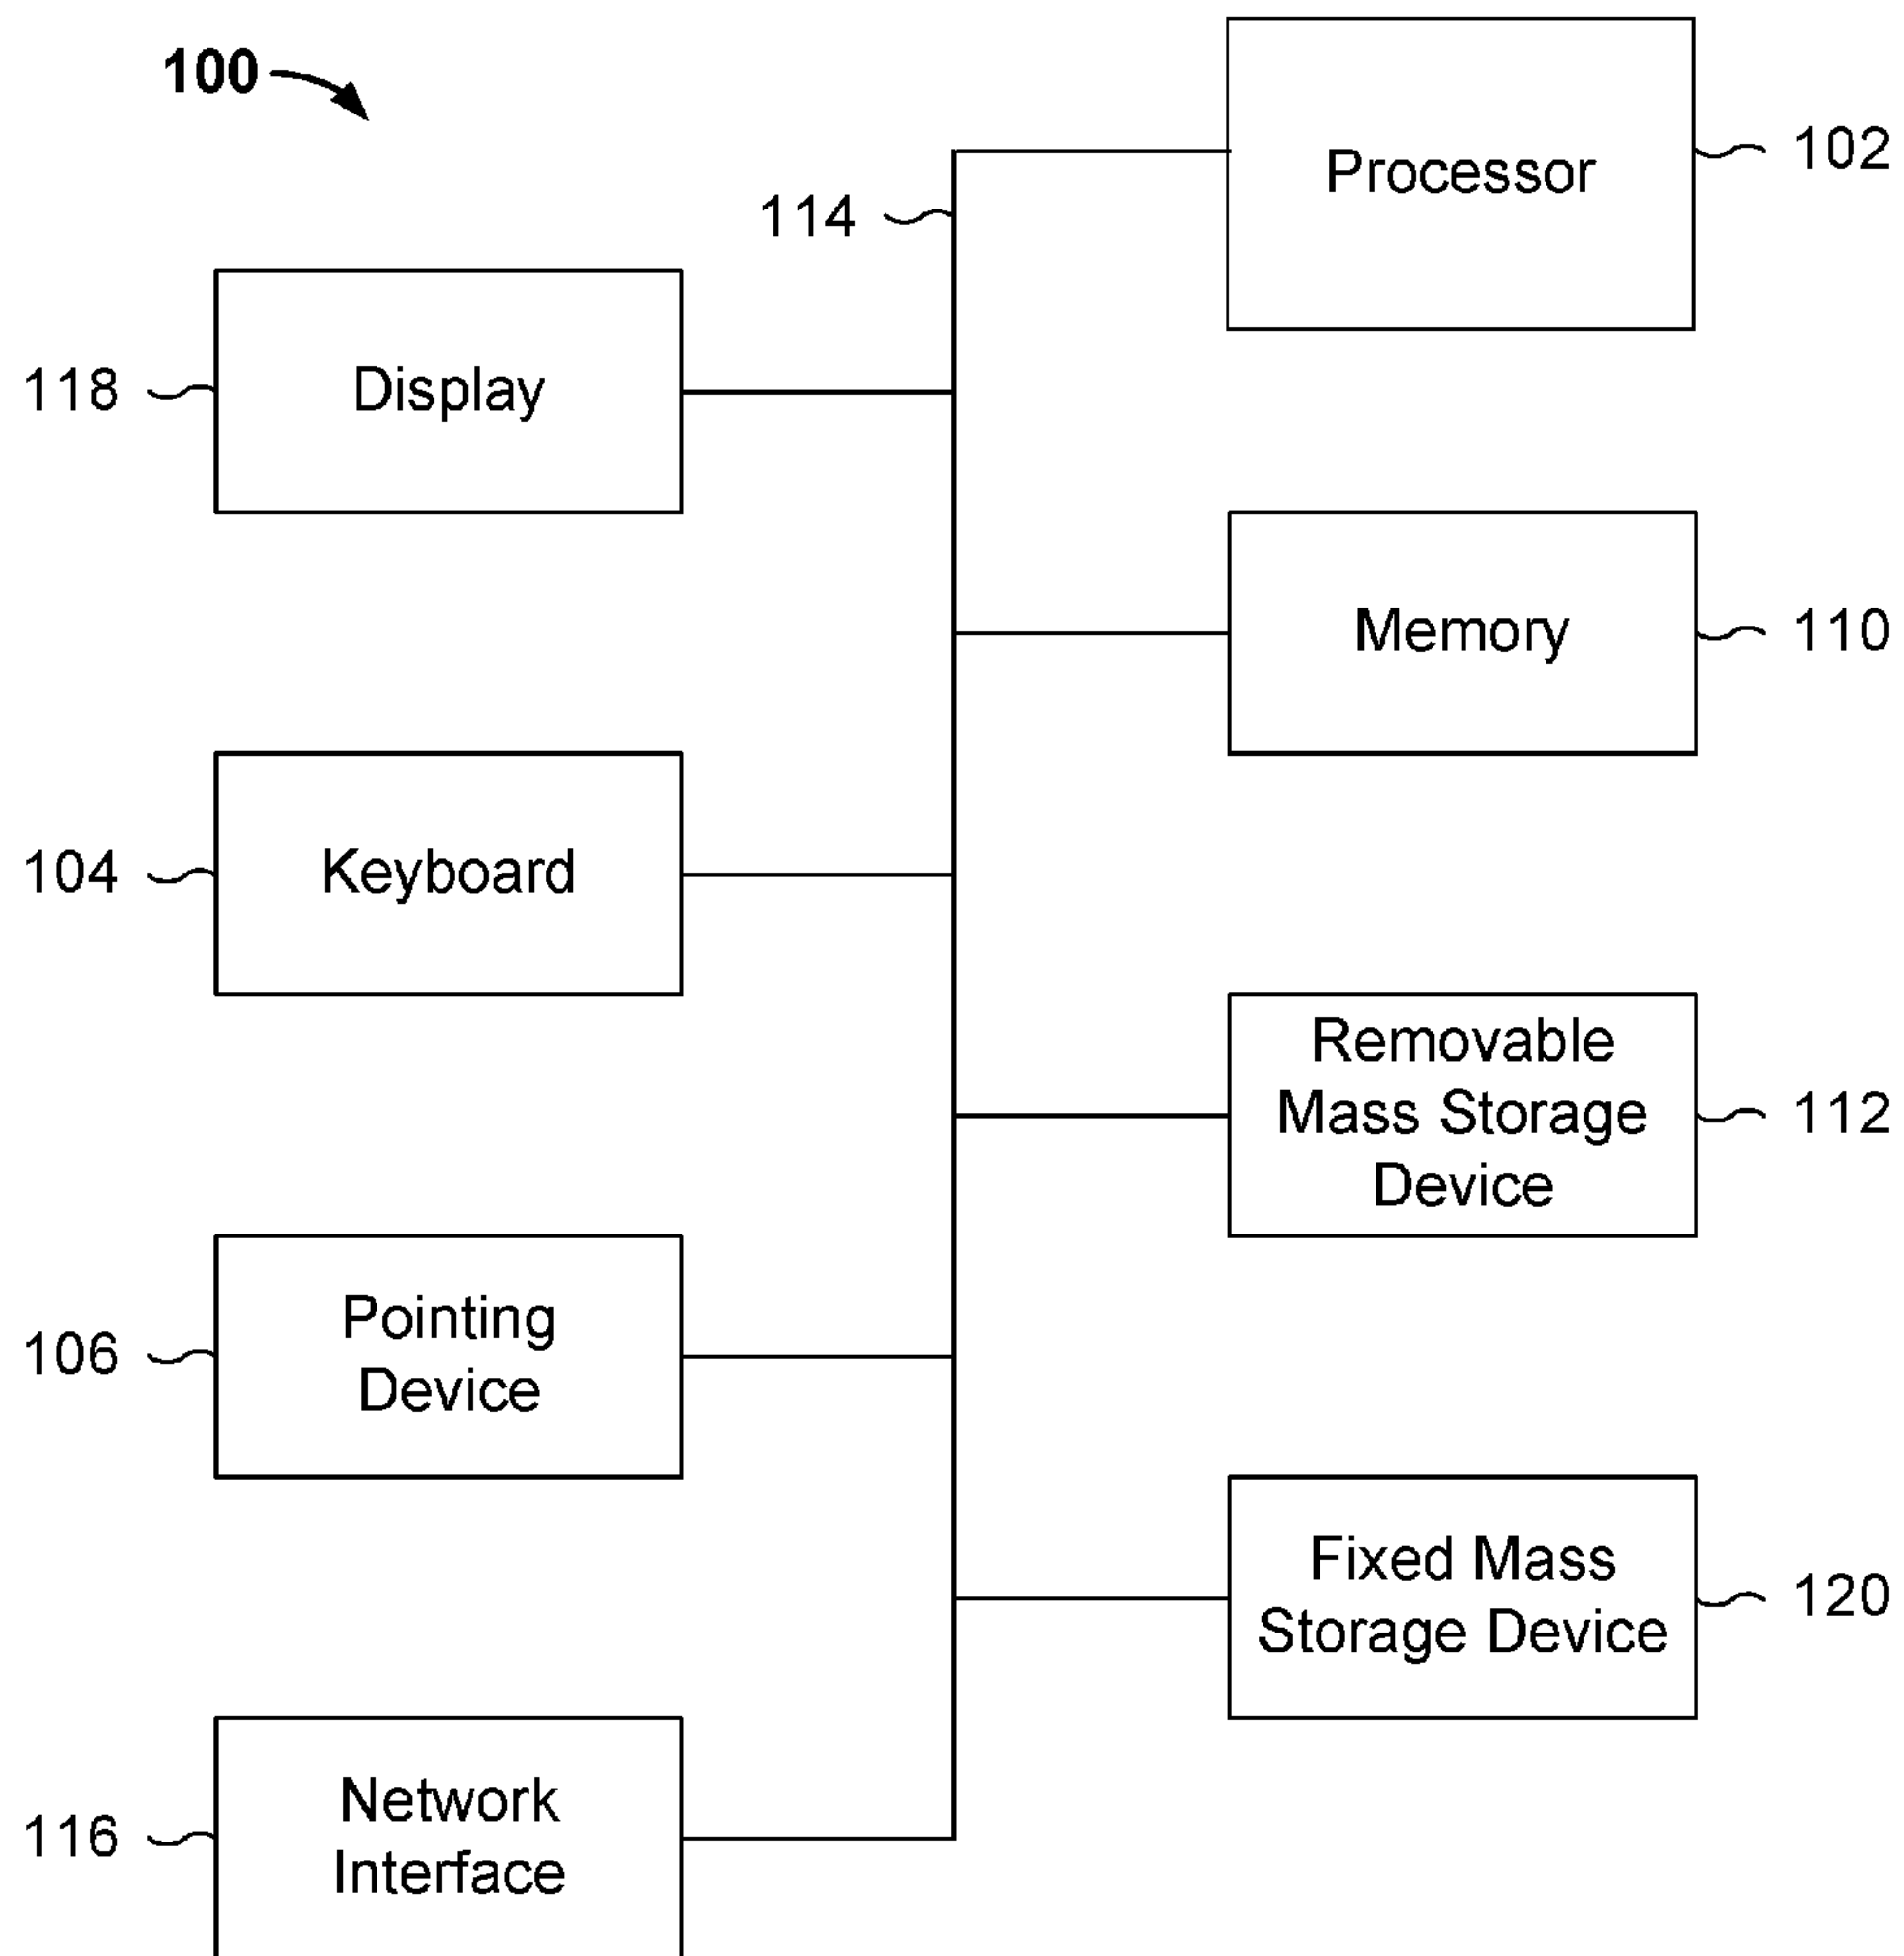 100
Processor
102
114
118
Display
Memory
110
104
Keyboard
Removable
Mass Storage
Device
112
106
Pointing
Device
Fixed Mass
Storage Device
120
116
Network
Interface